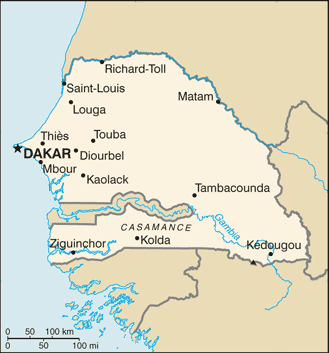 Richard-Toll
Saint-Louis
Matam
Louga
Thiès
Touba
DAKAR
Diourbel
Mbour
Kaolack
Tambacounda
Gambia
CASAMANCE
Ziguinchor
Kolda
Kédougou
0 50 100 km
0 50 100 mi